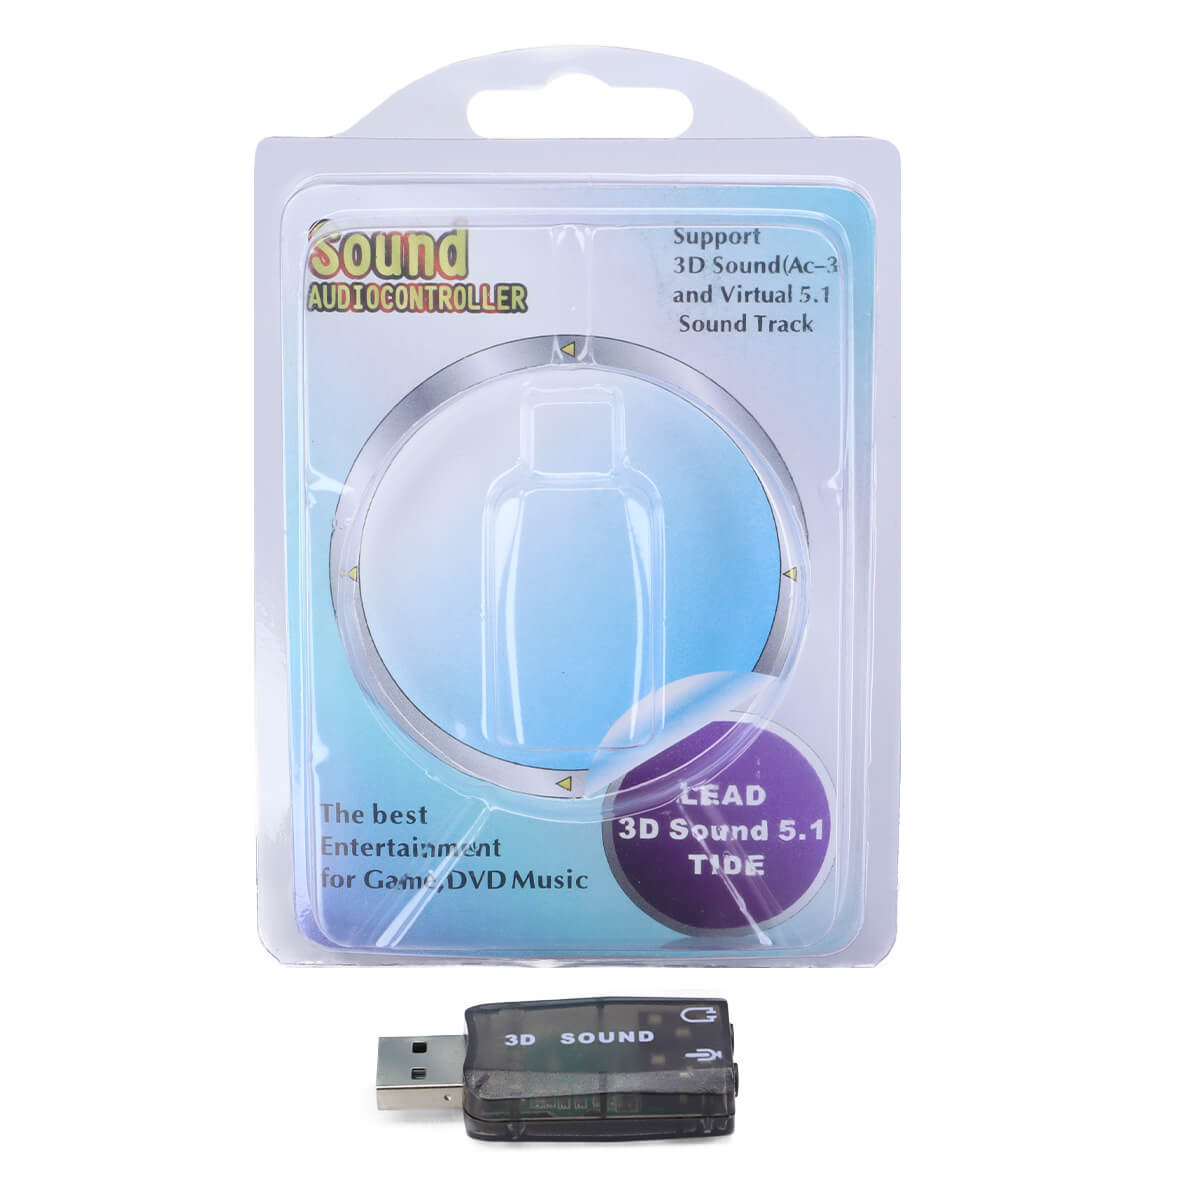 Sound
AUDIOCONTROLLER
Support
3D Sound(Ac-3
and Virtual 5.1
Sound Track
The best
Entertainment
for Game,DVD Music
LEAD
3D Sound 5.1
TIDE
3D SOUND